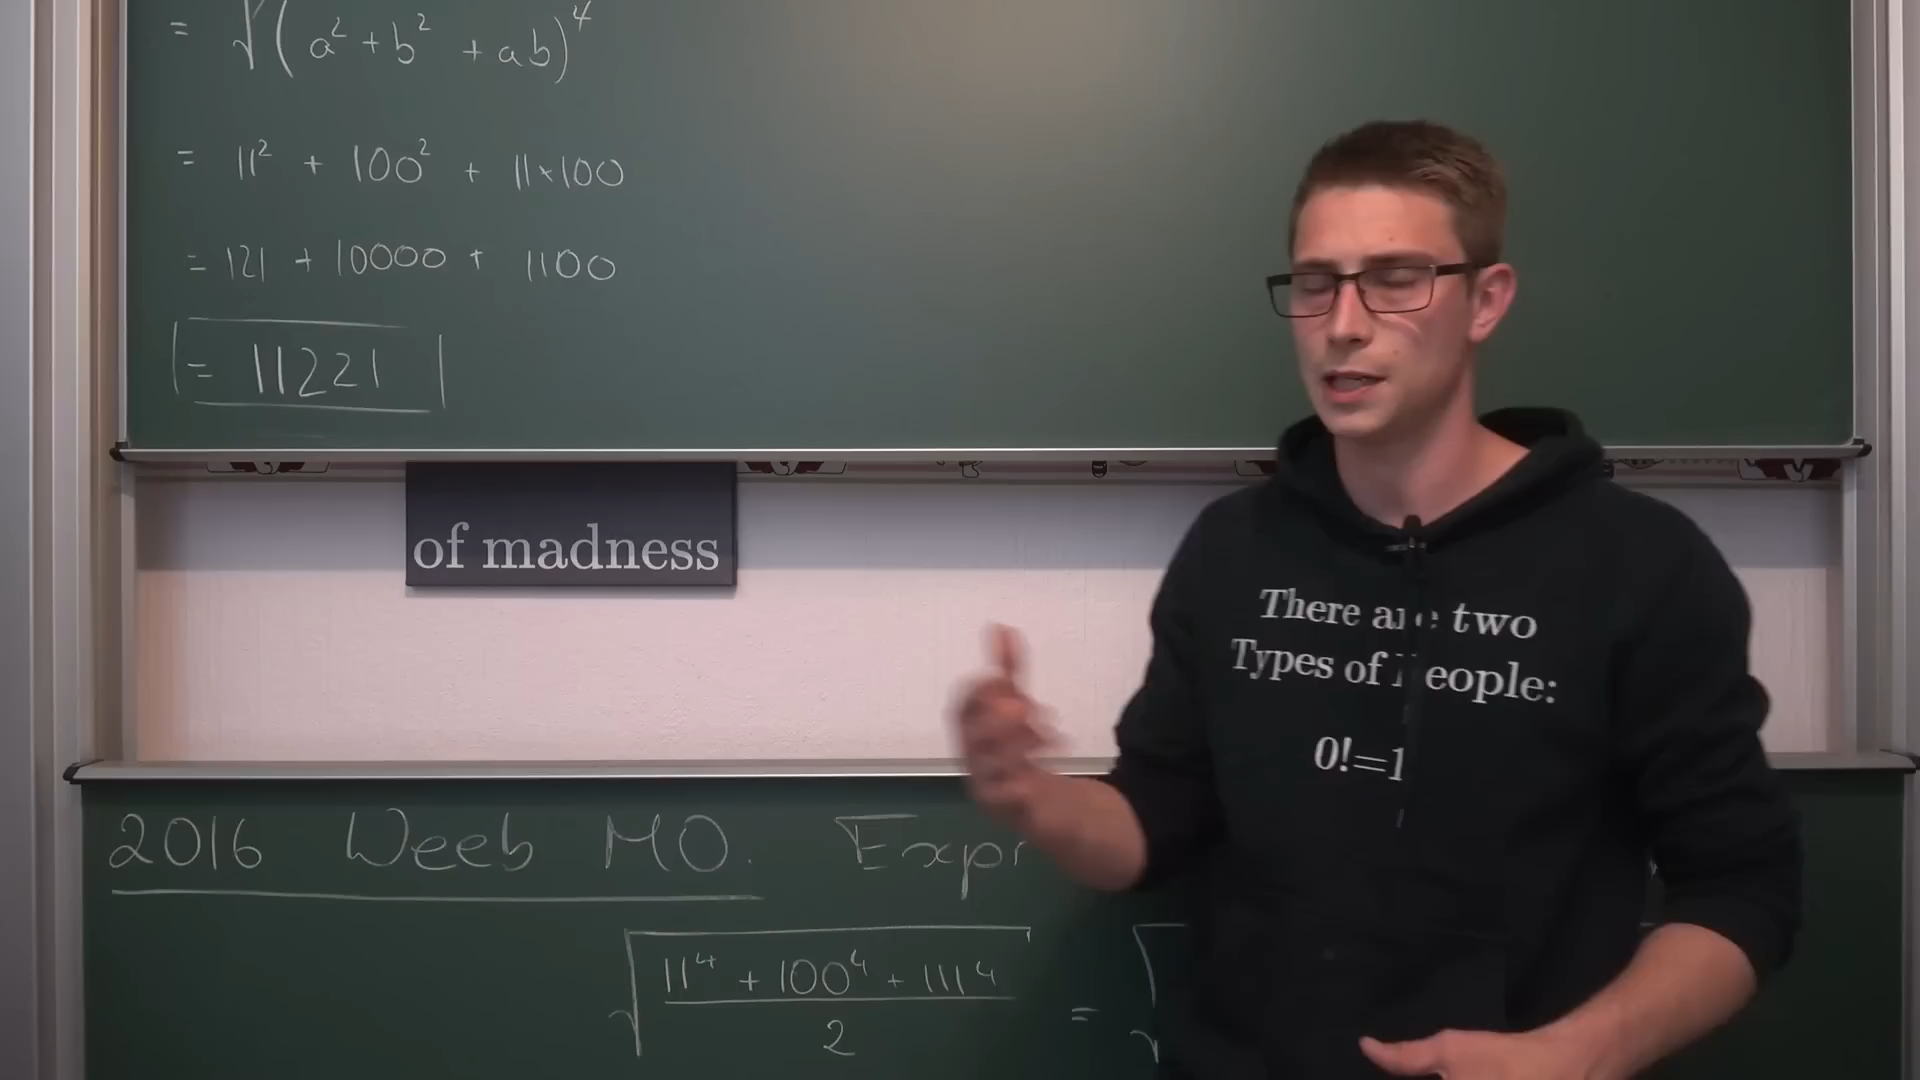 = √(a² + b² + ab)⁴
= 11² + 100² + 11×100
= 121 + 10000 + 1100
= 11221
of madness
There are two
Types of People:
0!=1
2016 Weeb MO. Expr
√((11⁴ + 100⁴ + 111⁴)/2) = √